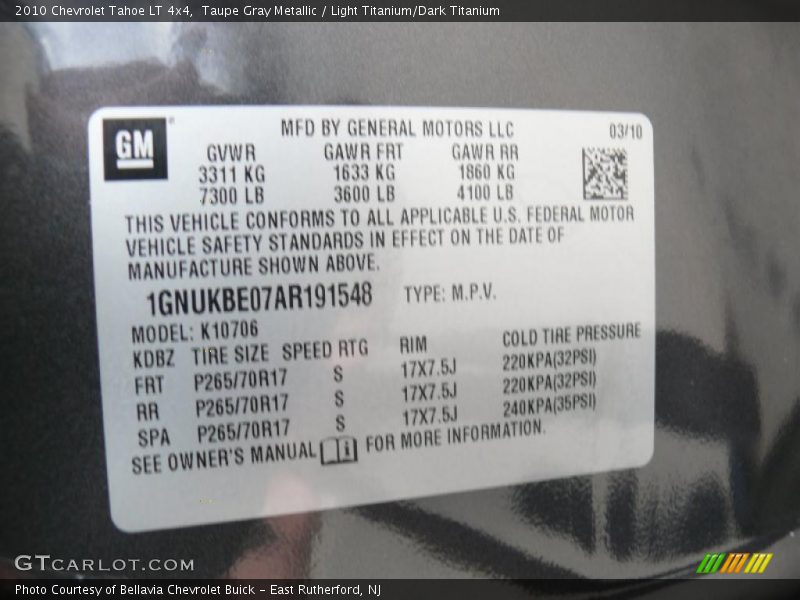 2010 Chevrolet Tahoe LT 4x4, Taupe Gray Metallic / Light Titanium/Dark Titanium
GM
MFD BY GENERAL MOTORS LLC 03/10
GVWR GAWR FRT GAWR RR
3311 KG 1633 KG 1860 KG
7300 LB 3600 LB 4100 LB
THIS VEHICLE CONFORMS TO ALL APPLICABLE U.S. FEDERAL MOTOR
VEHICLE SAFETY STANDARDS IN EFFECT ON THE DATE OF
MANUFACTURE SHOWN ABOVE.
1GNUKBE07AR191548 TYPE: M.P.V.
MODEL: K10706
KDBZ TIRE SIZE SPEED RTG RIM COLD TIRE PRESSURE
FRT P265/70R17 S 17X7.5J 220KPA(32PSI)
RR P265/70R17 S 17X7.5J 220KPA(32PSI)
SPA P265/70R17 S 17X7.5J 240KPA(35PSI)
SEE OWNER'S MANUAL i FOR MORE INFORMATION.
GTCARLOT.COM
Photo Courtesy of Bellavia Chevrolet Buick - East Rutherford, NJ